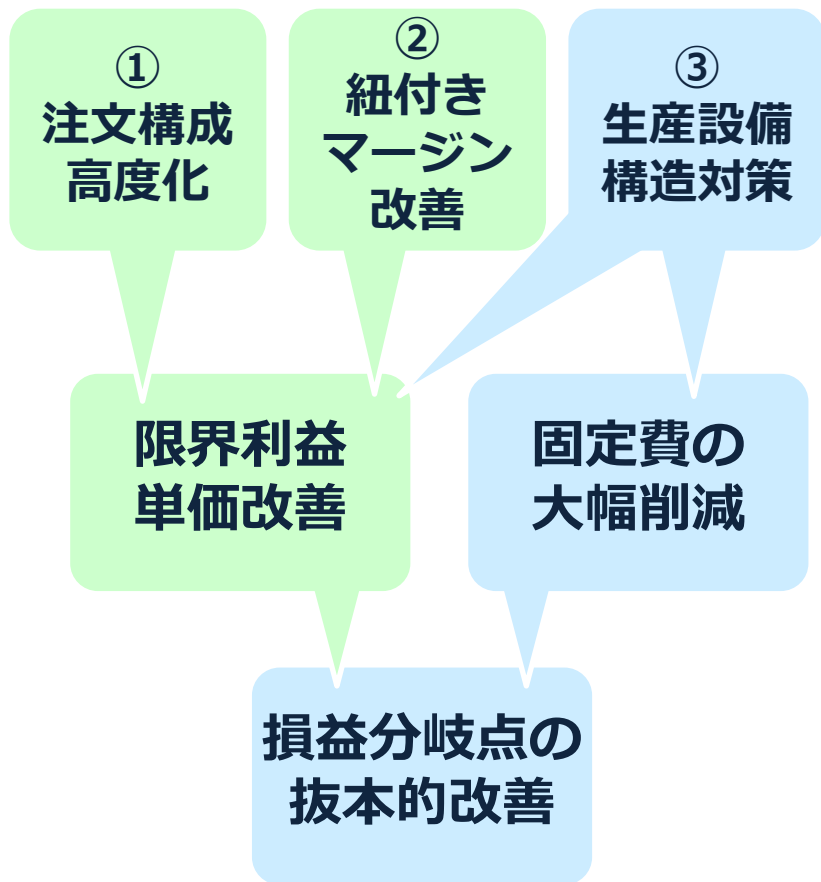 ①
注文構成
高度化
②
紐付き
マージン
改善
③
生産設備
構造対策
限界利益
単価改善
固定費の
大幅削減
損益分岐点の
抜本的改善